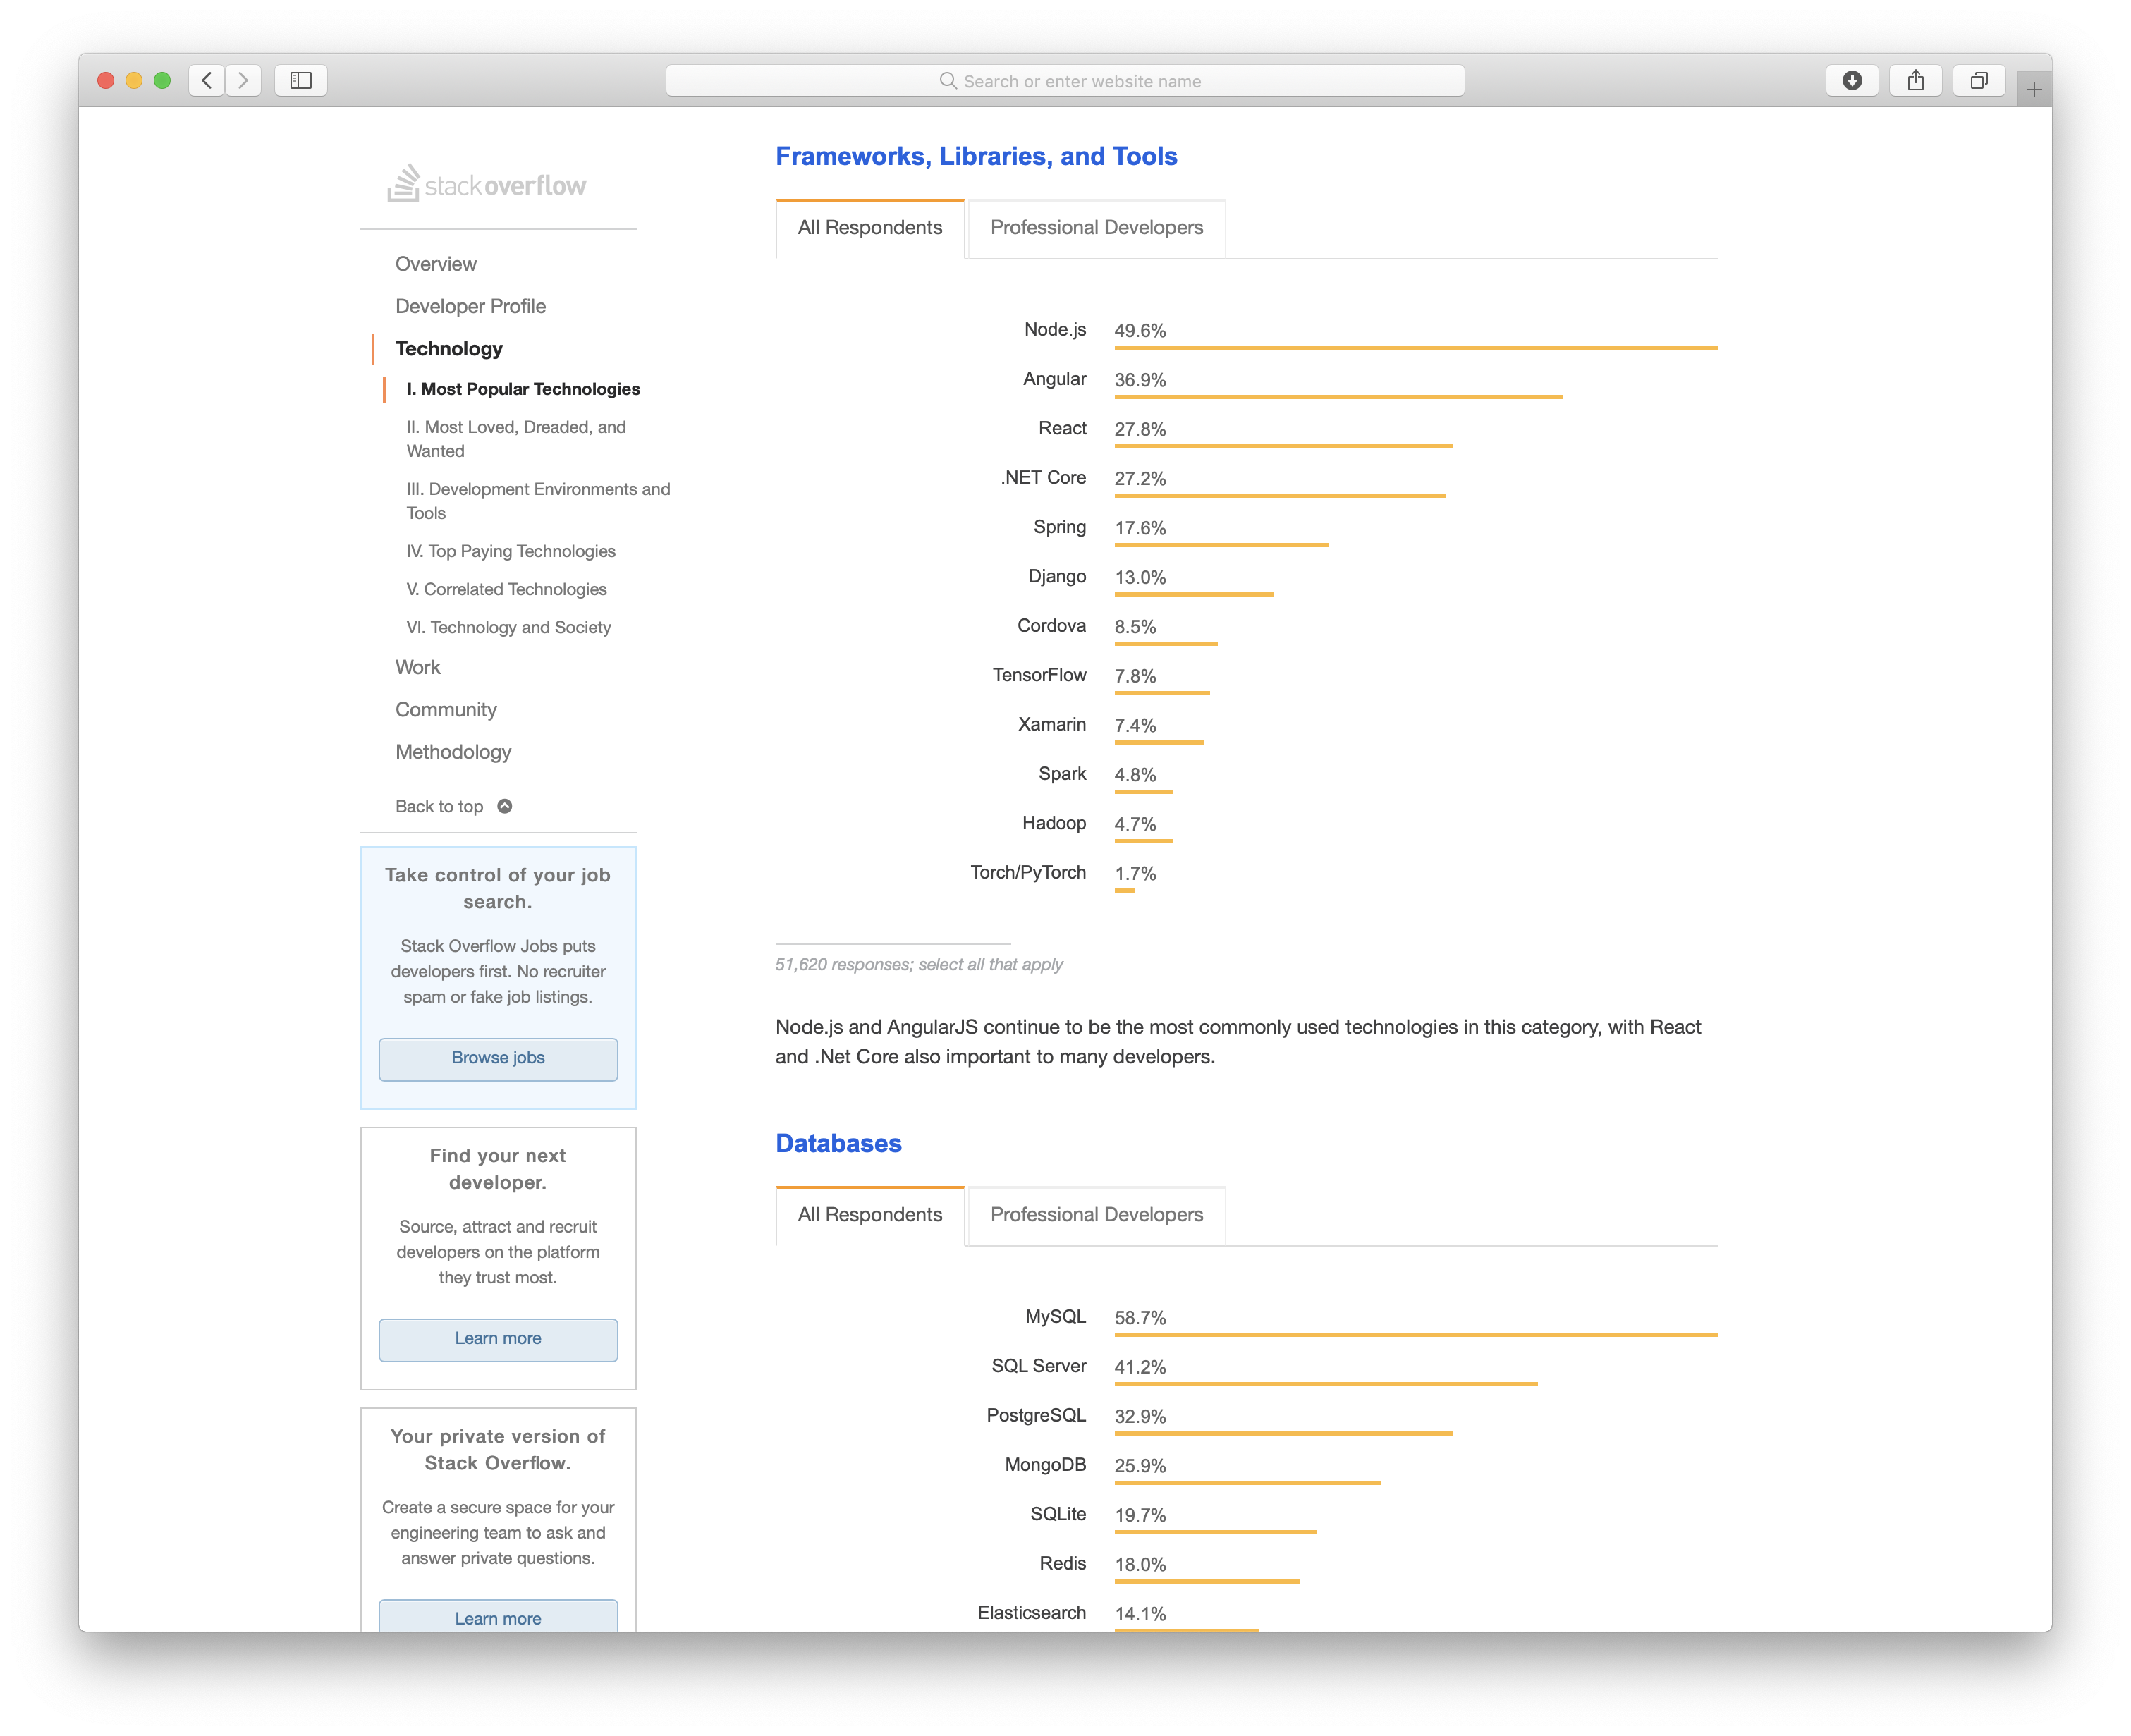 Search or enter website name
stackoverflow
Overview
Developer Profile
Technology
I. Most Popular Technologies
II. Most Loved, Dreaded, and
Wanted
III. Development Environments and
Tools
IV. Top Paying Technologies
V. Correlated Technologies
VI. Technology and Society
Work
Community
Methodology
Back to top
Take control of your job
search.
Stack Overflow Jobs puts
developers first. No recruiter
spam or fake job listings.
Browse jobs
Find your next
developer.
Source, attract and recruit
developers on the platform
they trust most.
Learn more
Your private version of
Stack Overflow.
Create a secure space for your
engineering team to ask and
answer private questions.
Learn more
Frameworks, Libraries, and Tools
All Respondents
Professional Developers
Node.js 49.6%
Angular 36.9%
React 27.8%
.NET Core 27.2%
Spring 17.6%
Django 13.0%
Cordova 8.5%
TensorFlow 7.8%
Xamarin 7.4%
Spark 4.8%
Hadoop 4.7%
Torch/PyTorch 1.7%
51,620 responses; select all that apply
Node.js and AngularJS continue to be the most commonly used technologies in this category, with React
and .Net Core also important to many developers.
Databases
All Respondents
Professional Developers
MySQL 58.7%
SQL Server 41.2%
PostgreSQL 32.9%
MongoDB 25.9%
SQLite 19.7%
Redis 18.0%
Elasticsearch 14.1%